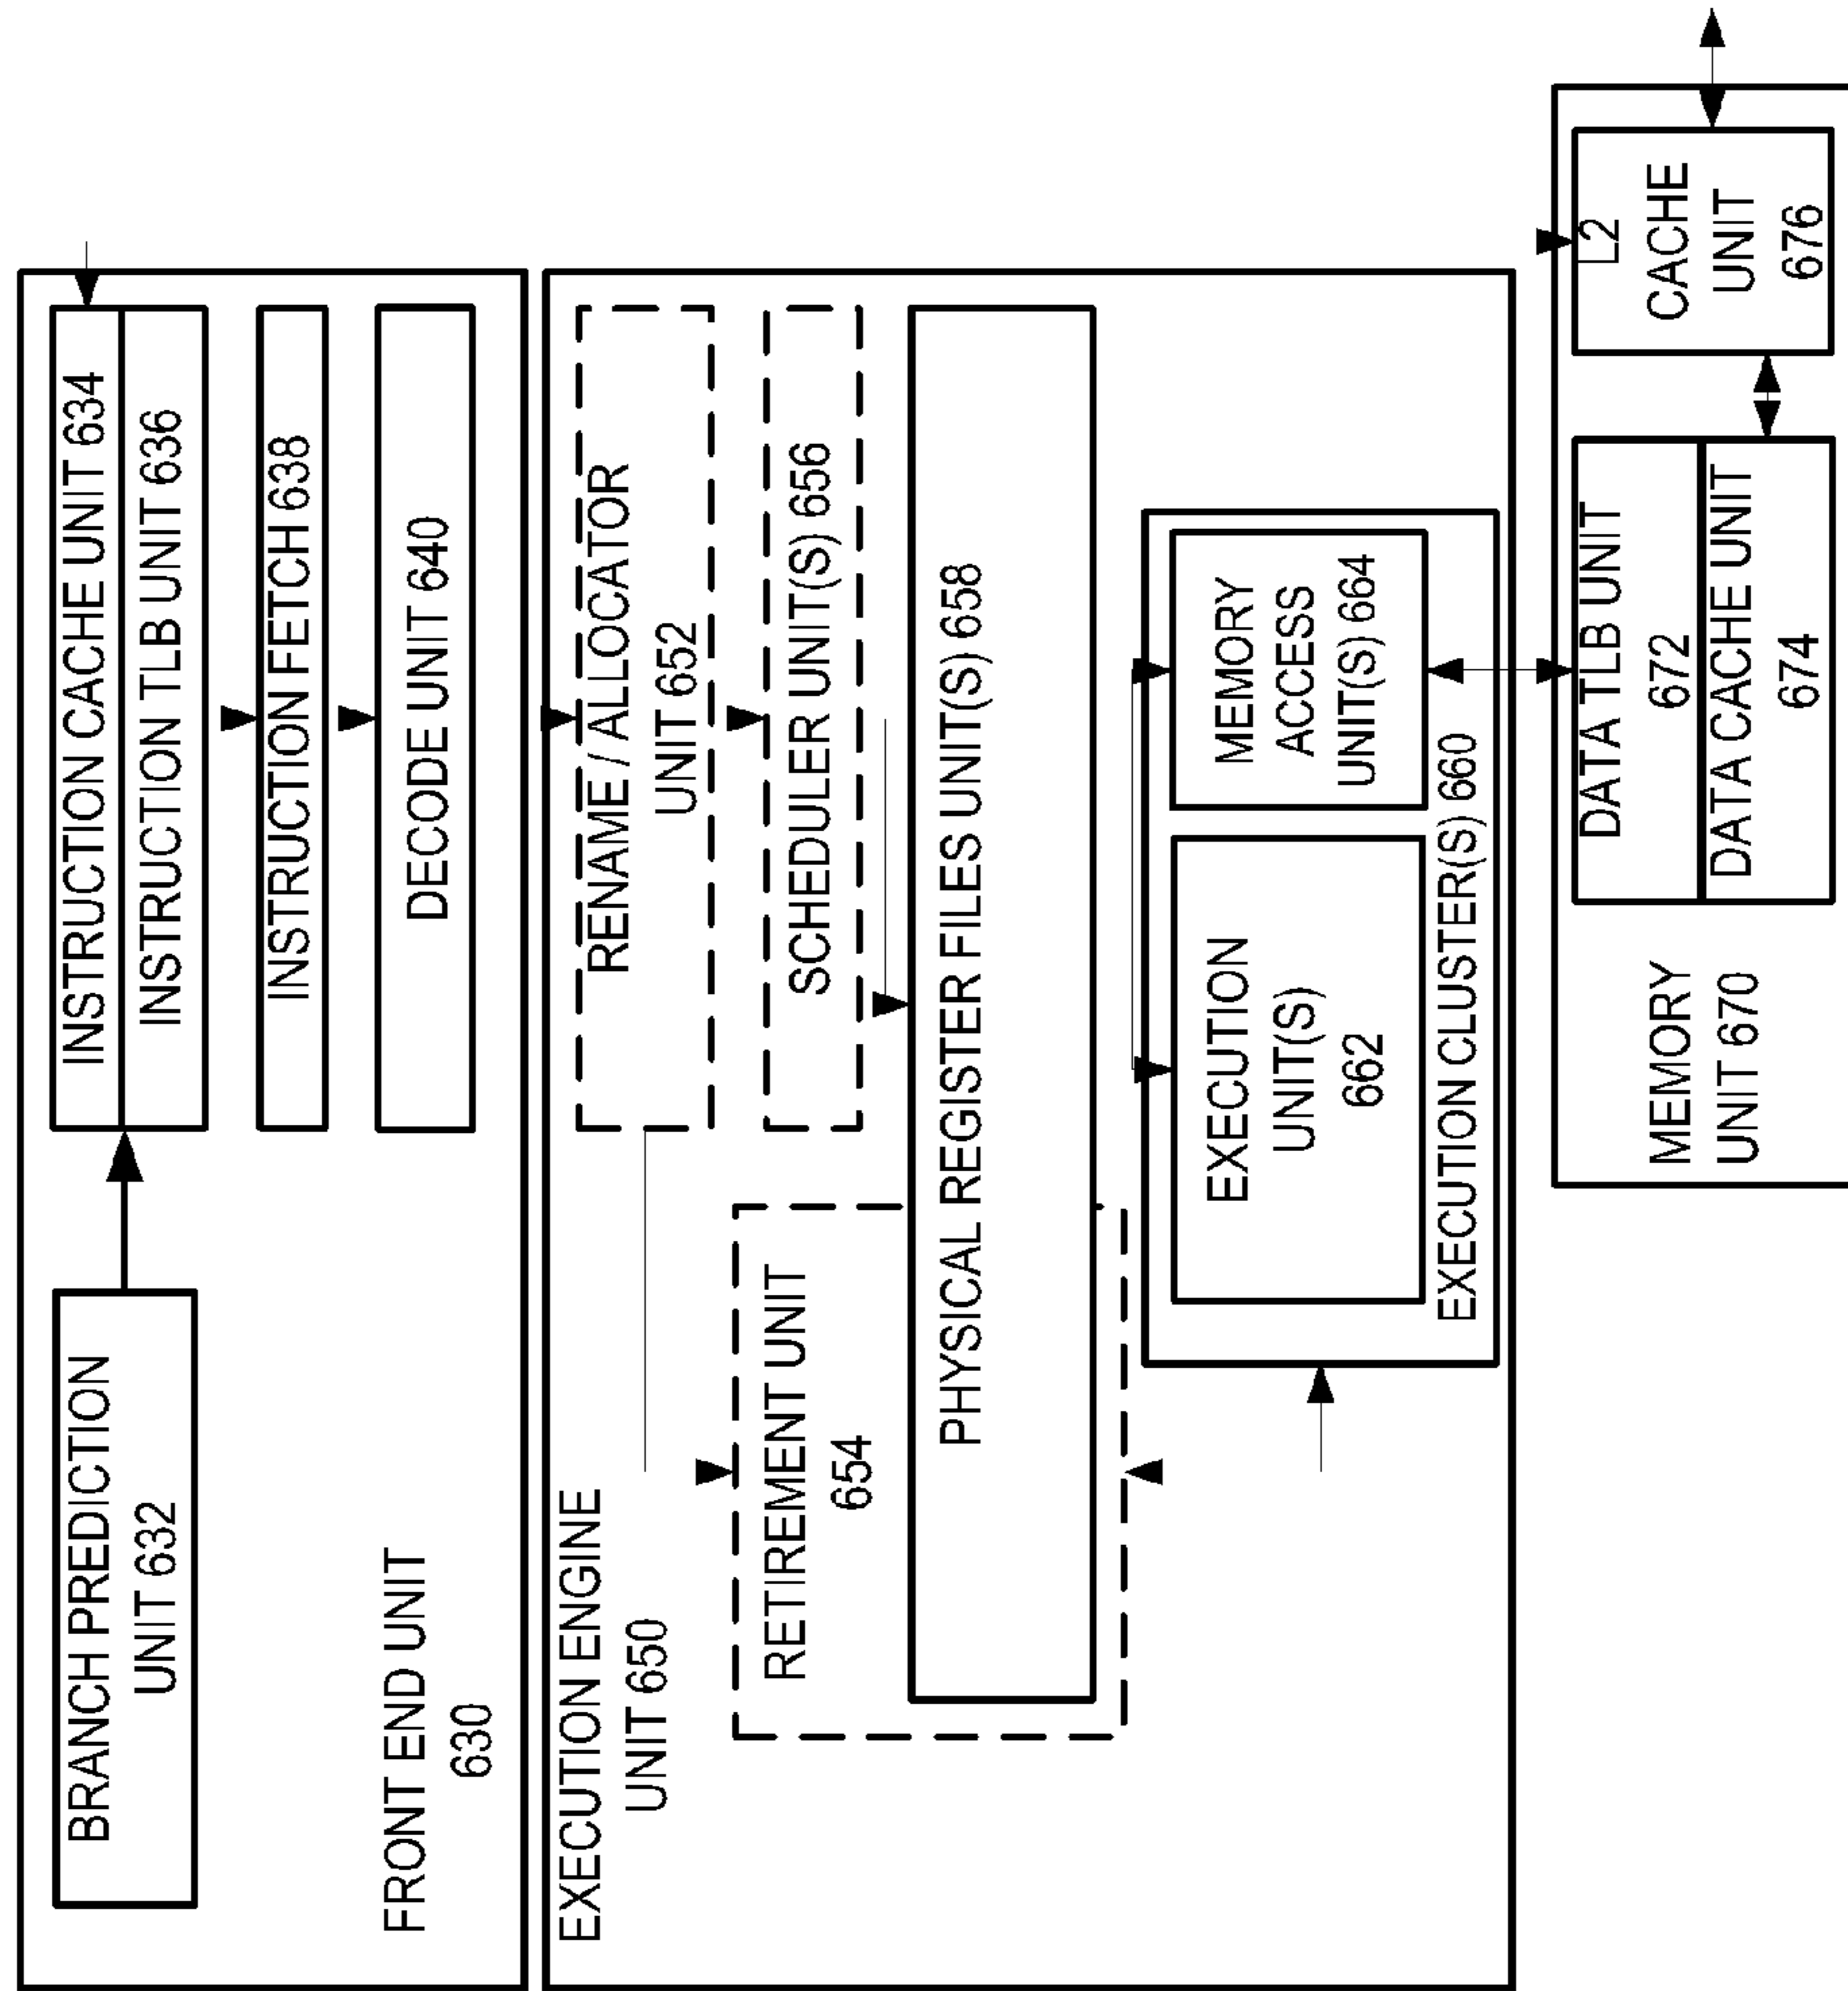 BRANCH PREDICTION
UNIT 632
INSTRUCTION CACHE UNIT 634
INSTRUCTION TLB UNIT 636
INSTRUCTION FETCH 638
DECODE UNIT 640
FRONT END UNIT
630
EXECUTION ENGINE
UNIT 650
RENAME / ALLOCATOR
UNIT 652
RETIREMENT UNIT
654
SCHEDULER UNIT(S) 656
PHYSICAL REGISTER FILES UNIT(S) 658
EXECUTION
UNIT(S)
662
MEMORY
ACCESS
UNIT(S) 664
EXECUTION CLUSTER(S) 660
MEMORY
UNIT 670
DATA TLB UNIT
672
DATA CACHE UNIT
674
L2
CACHE
UNIT
676